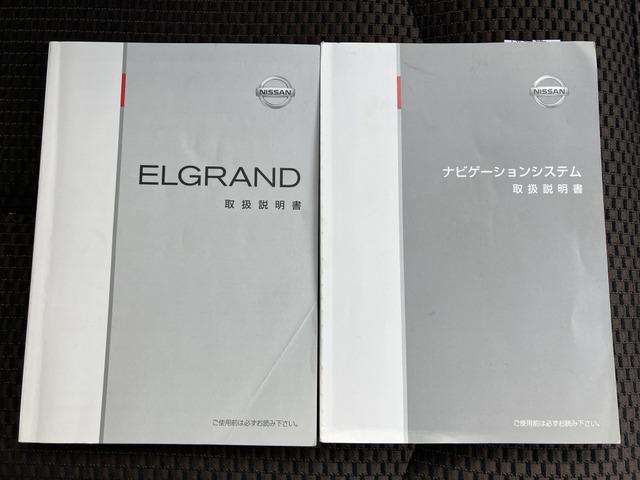 NISSAN
ELGRAND
取扱説明書
ご使用前は必ずお読み下さい。
NISSAN
ナビゲーションシステム
取扱説明書
ご使用前は必ずお読み下さい。